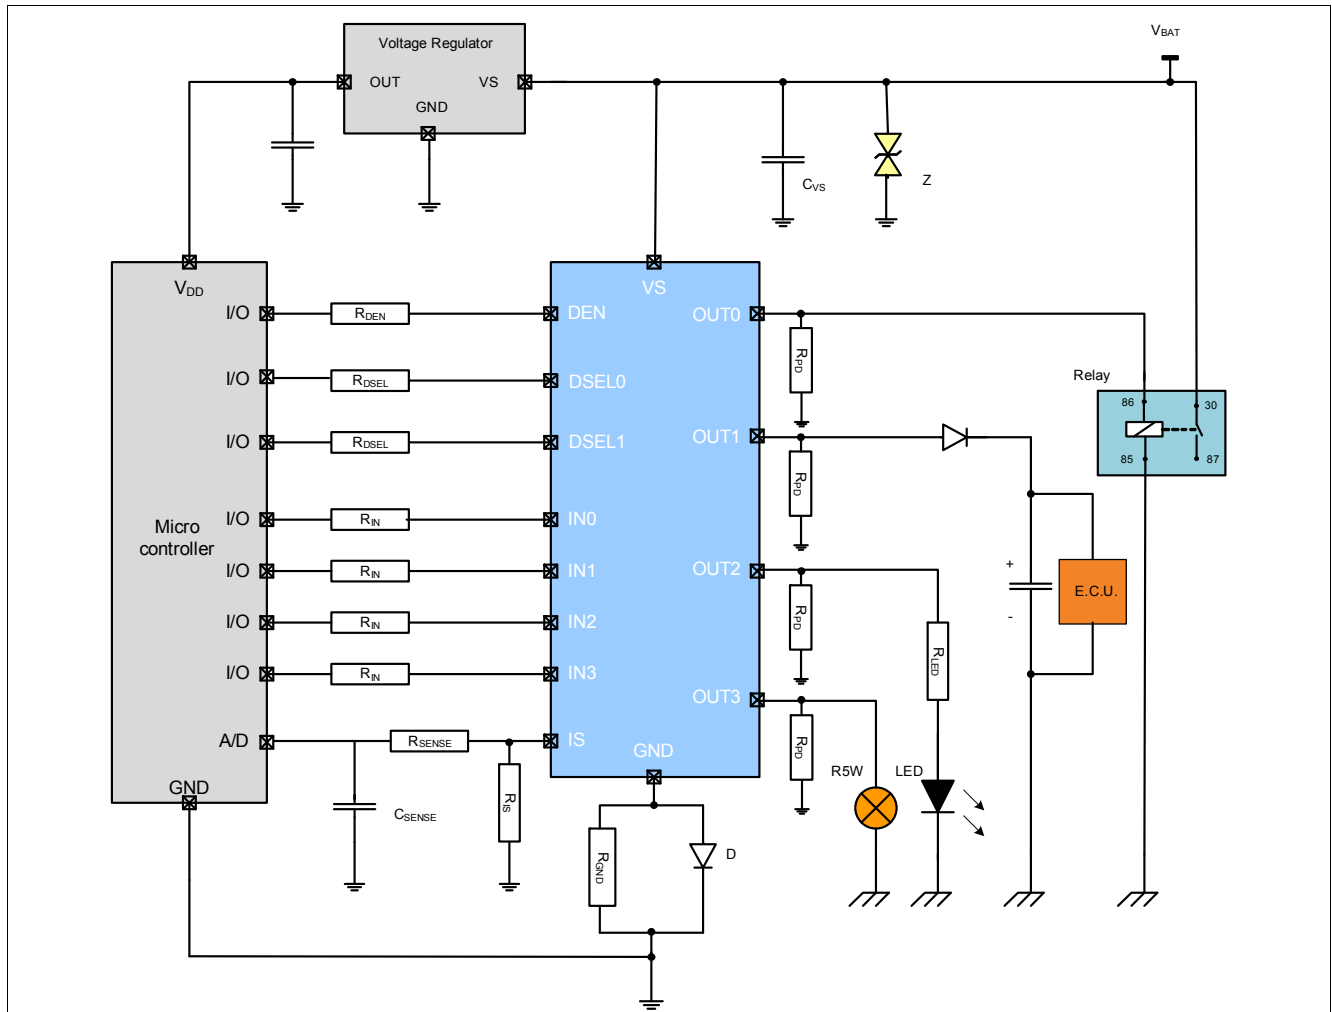 Voltage Regulator
OUT
VS
GND
VBAT
CVS
Z
VDD
I/O
RDEN
DEN
VS
OUT0
RPD
I/O
RDSEL
DSEL0
Relay
86
30
85
87
I/O
RDSEL
DSEL1
OUT1
RPD
Micro
controller
I/O
RIN
IN0
I/O
RIN
IN1
OUT2
RPD
+
-
E.C.U.
I/O
RIN
IN2
RLED
I/O
RIN
IN3
OUT3
RPD
A/D
RSENSE
IS
GND
R5W
LED
GND
CSENSE
RIS
RGND
D